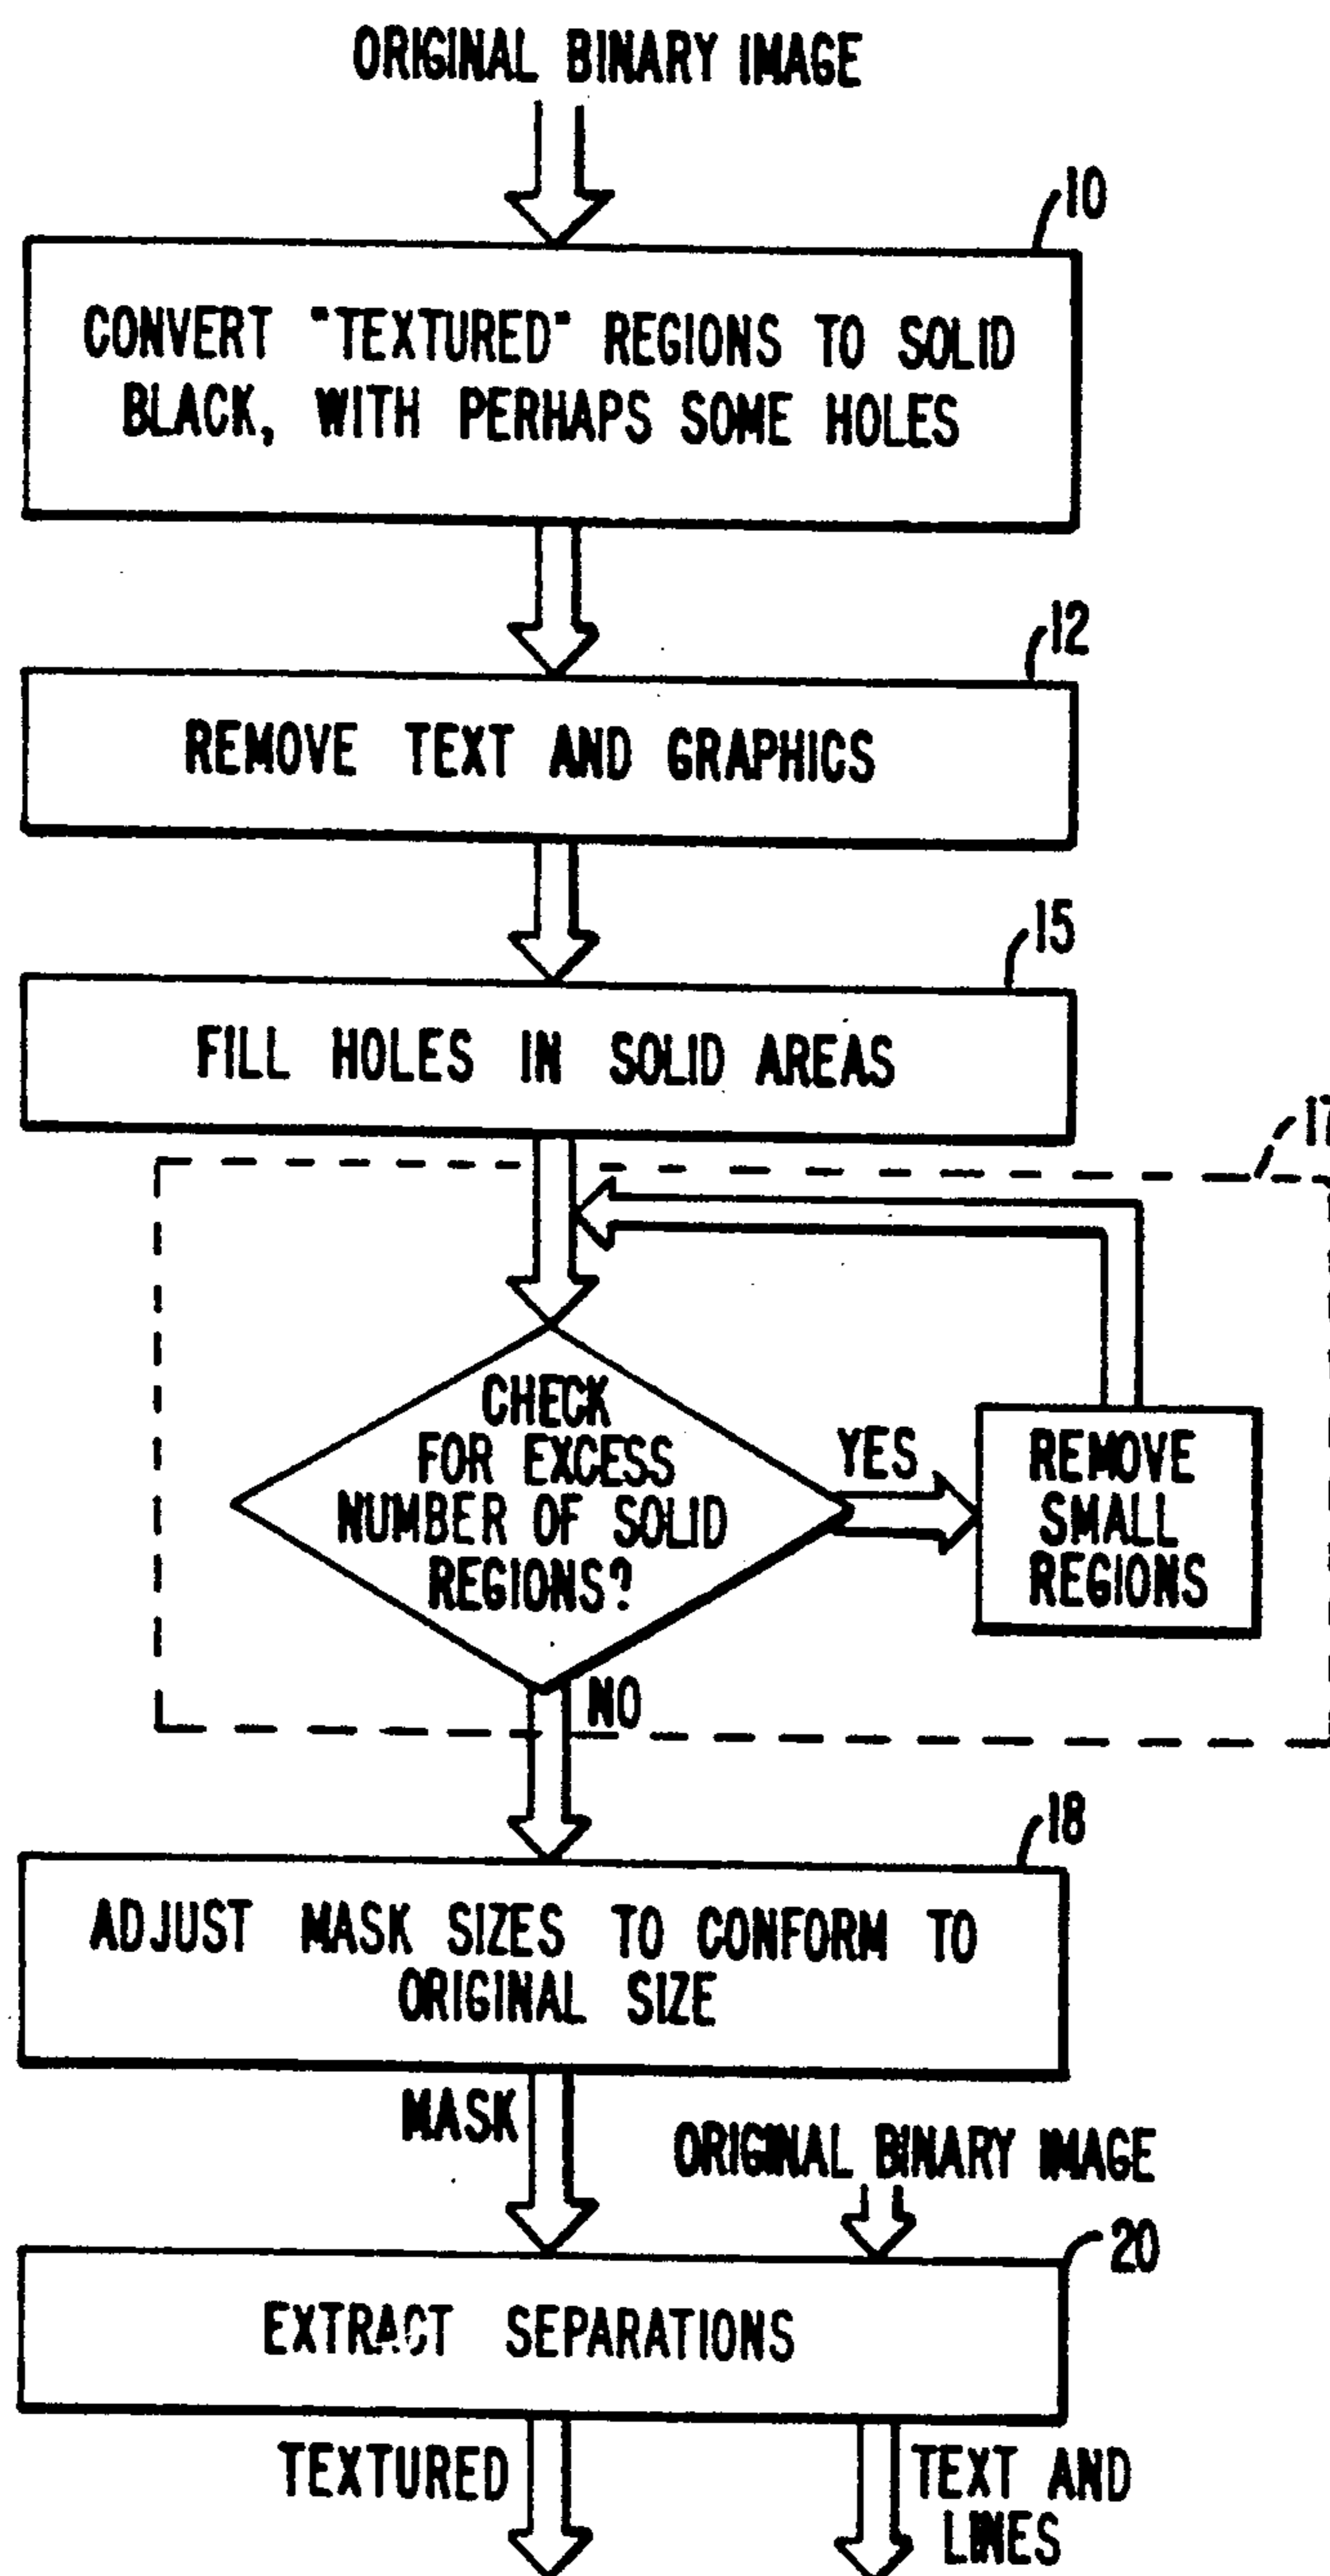 ORIGINAL BINARY IMAGE
10
CONVERT "TEXTURED" REGIONS TO SOLID
BLACK, WITH PERHAPS SOME HOLES
12
REMOVE TEXT AND GRAPHICS
15
FILL HOLES IN SOLID AREAS
17
CHECK
FOR EXCESS
NUMBER OF SOLID
REGIONS?
YES
REMOVE
SMALL
REGIONS
NO
18
ADJUST MASK SIZES TO CONFORM TO
ORIGINAL SIZE
MASK
ORIGINAL BINARY IMAGE
20
EXTRACT SEPARATIONS
TEXTURED
TEXT AND
LINES